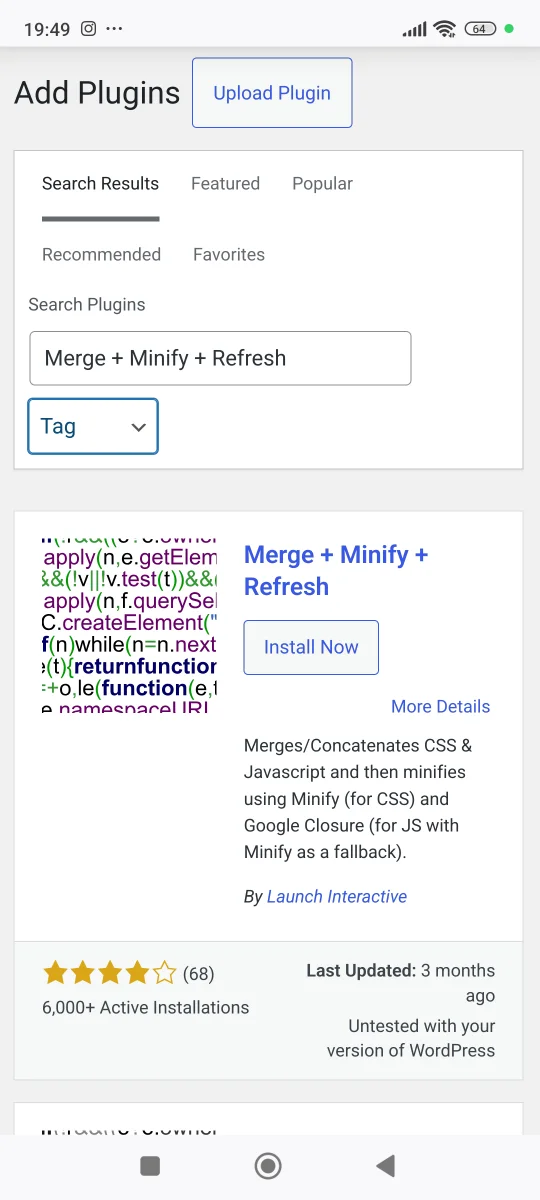 19:49
64
Add Plugins
Upload Plugin
Search Results
Featured
Popular
Recommended
Favorites
Search Plugins
Merge + Minify + Refresh
Tag
apply(n,e.getElem
&&(!v||!v.test(t))&&(
apply(n,f.querySel
C.createElement("
f(n)while(n=n.next
e(t){returnfunction
=+o,le(function(e,t
e.namespaceURI
Merge + Minify +
Refresh
Install Now
More Details
Merges/Concatenates CSS &
Javascript and then minifies
using Minify (for CSS) and
Google Closure (for JS with
Minify as a fallback).
By Launch Interactive
(68)
6,000+ Active Installations
Last Updated: 3 months
ago
Untested with your
version of WordPress